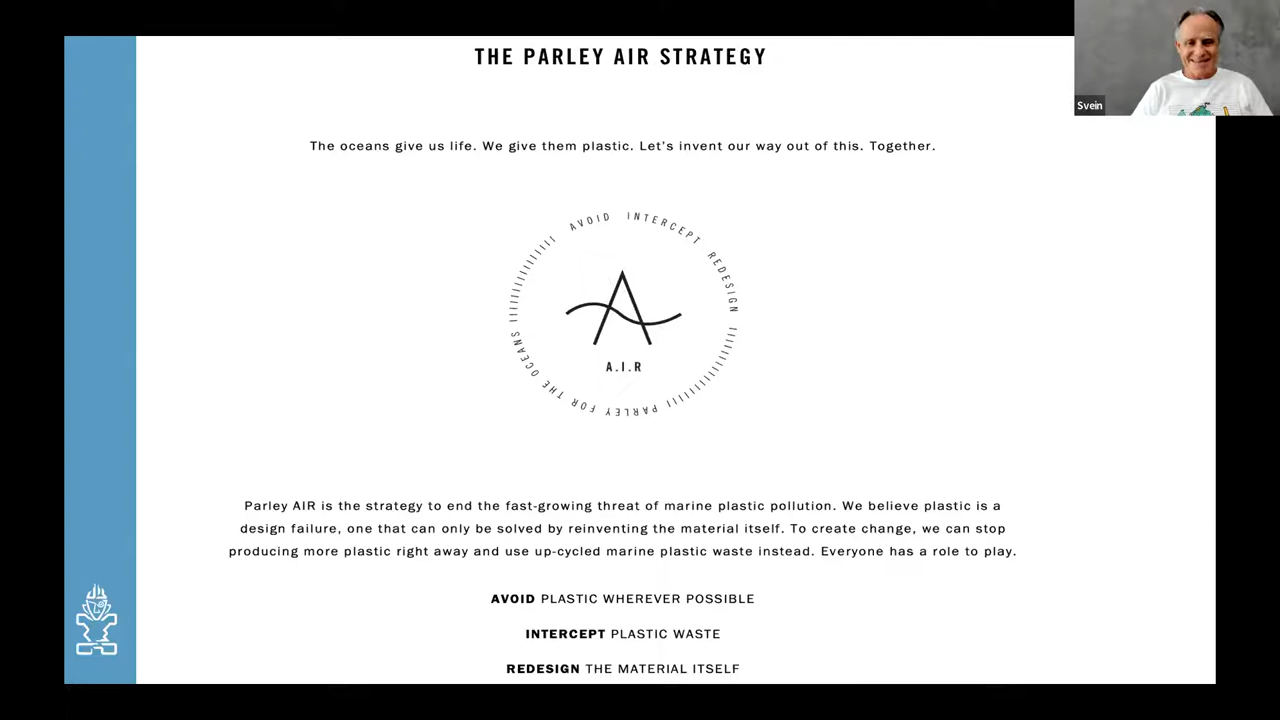 THE PARLEY AIR STRATEGY
Svein
The oceans give us life. We give them plastic. Let's invent our way out of this. Together.
AVOID INTERCEPT REDESIGN
PARLEY FOR THE OCEANS
A.I.R
Parley AIR is the strategy to end the fast-growing threat of marine plastic pollution. We believe plastic is a
design failure, one that can only be solved by reinventing the material itself. To create change, we can stop
producing more plastic right away and use up-cycled marine plastic waste instead. Everyone has a role to play.
AVOID PLASTIC WHEREVER POSSIBLE
INTERCEPT PLASTIC WASTE
REDESIGN THE MATERIAL ITSELF